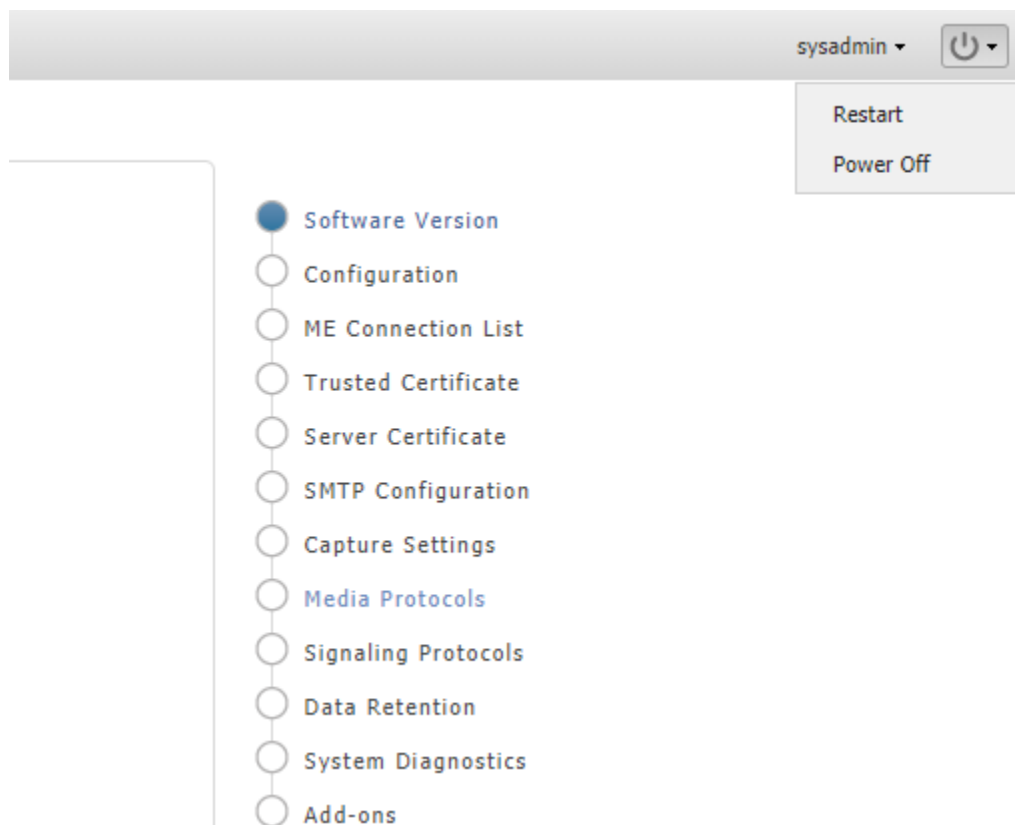 sysadmin
Restart
Power Off
Software Version
Configuration
ME Connection List
Trusted Certificate
Server Certificate
SMTP Configuration
Capture Settings
Media Protocols
Signaling Protocols
Data Retention
System Diagnostics
Add-ons